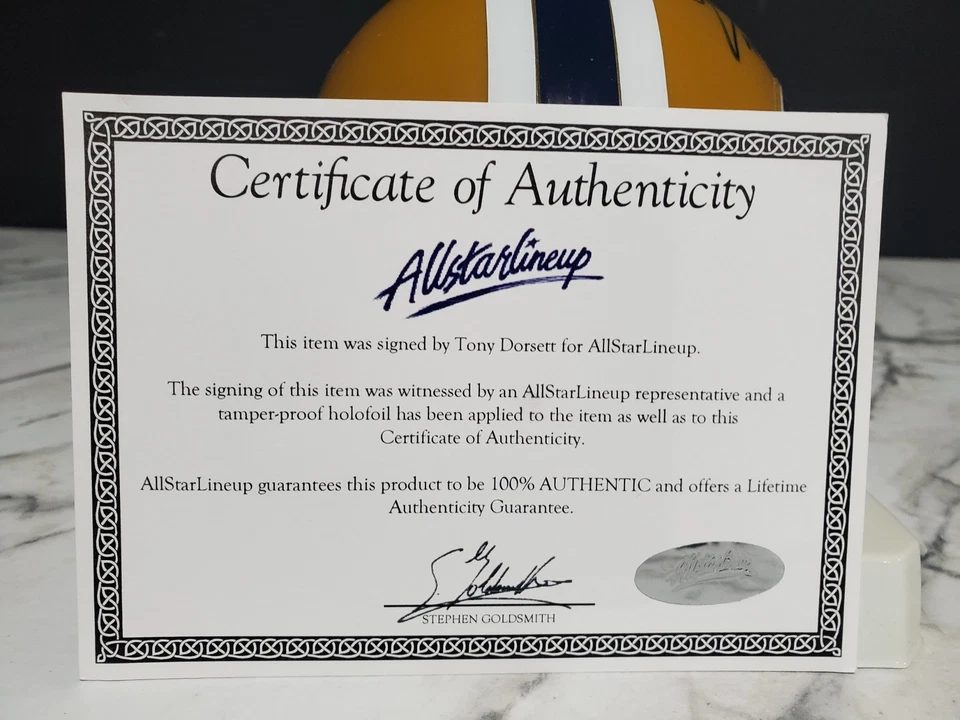 Certificate of Authenticity
Allstarlineup
This item was signed by Tony Dorsett for AllStarLineup.
The signing of this item was witnessed by an AllStarLineup representative and a
tamper-proof holofoil has been applied to the item as well as to this
Certificate of Authenticity.
AllStarLineup guarantees this product to be 100% AUTHENTIC and offers a Lifetime
Authenticity Guarantee.
STEPHEN GOLDSMITH